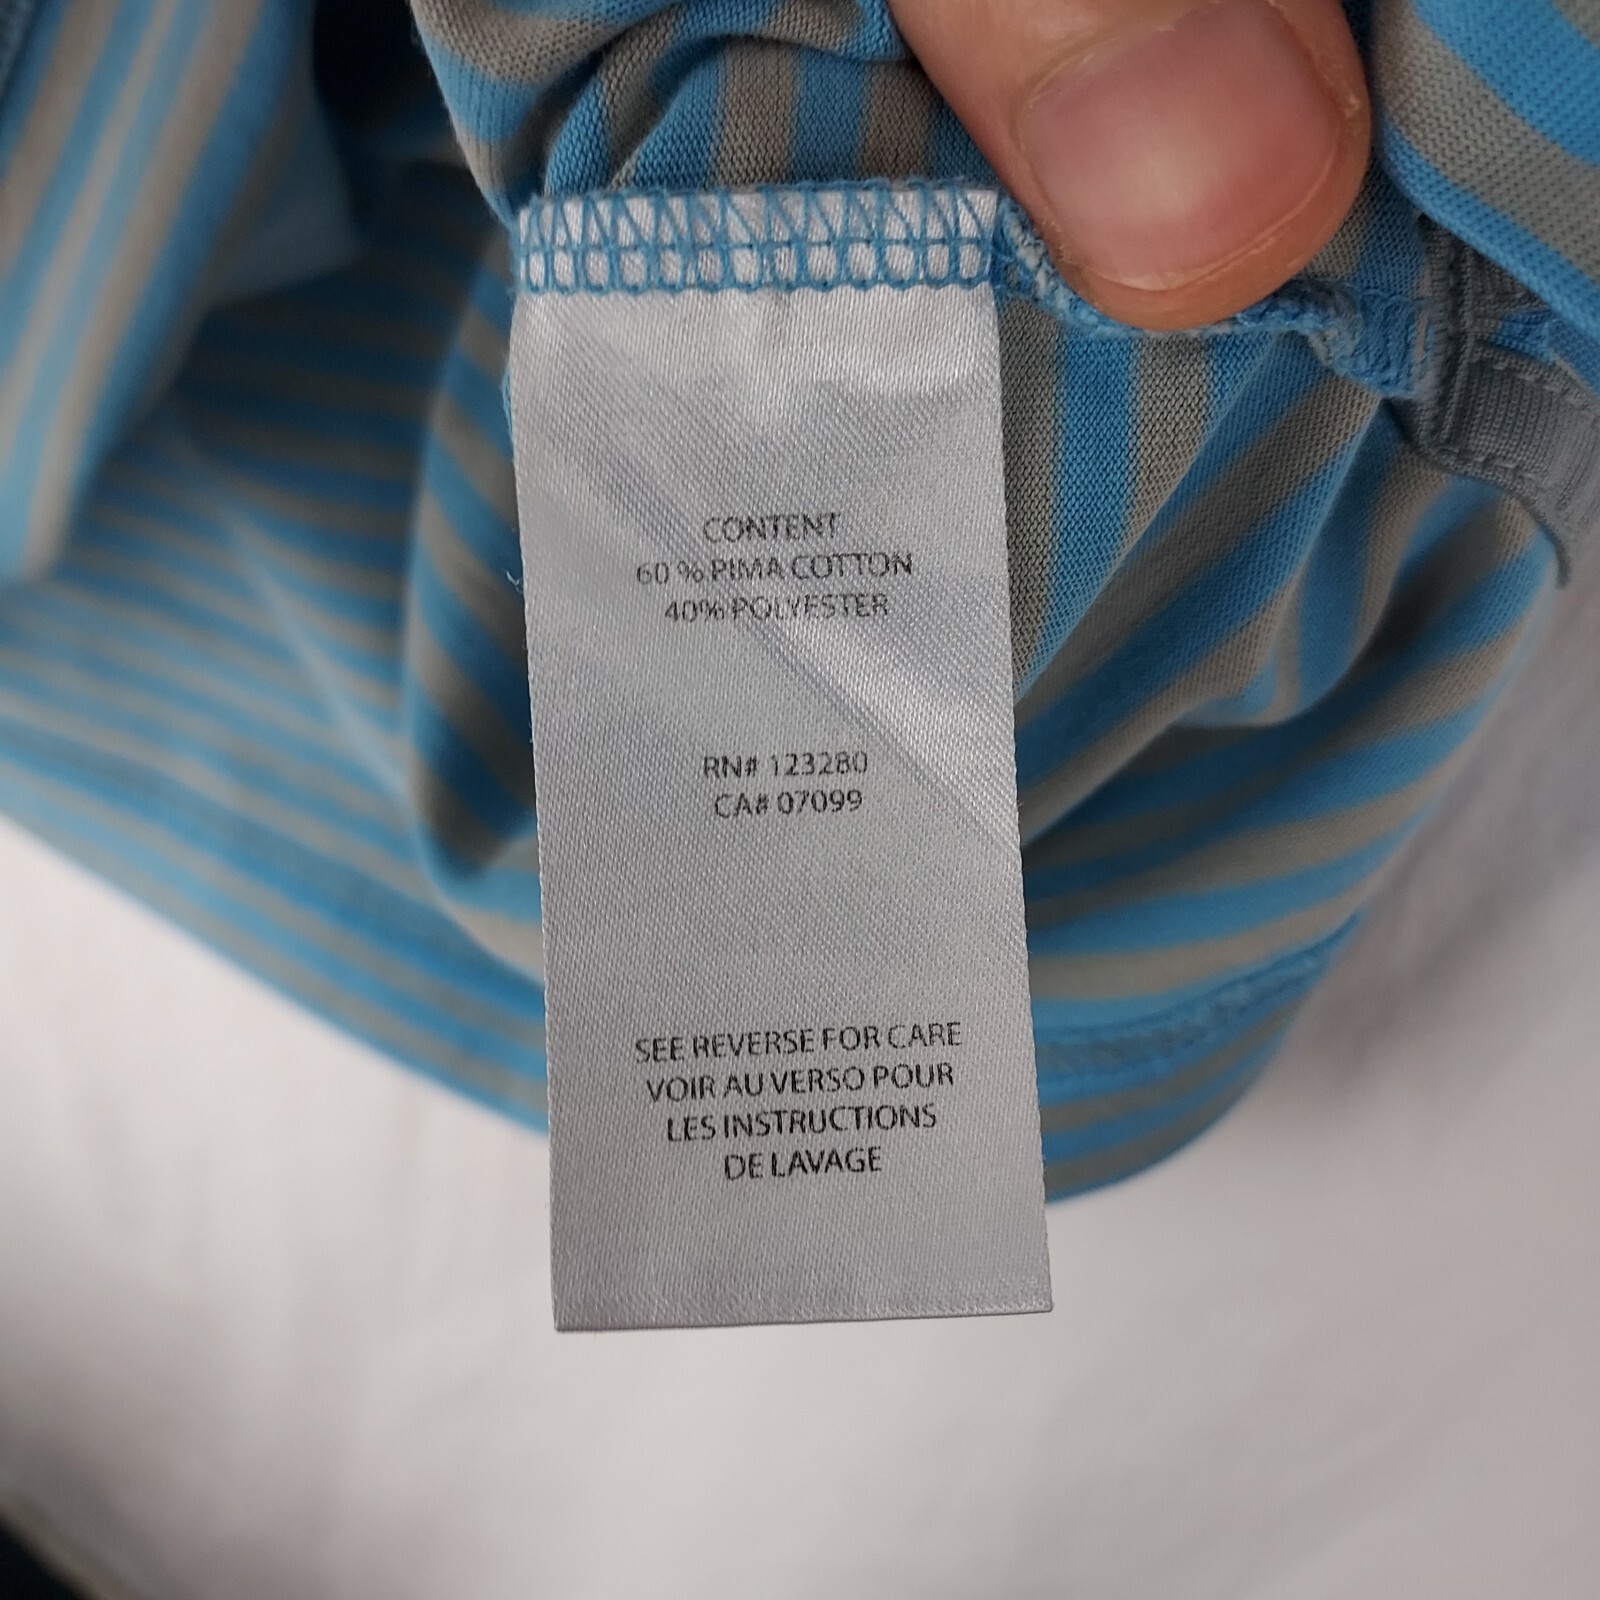 CONTENT
60 % PIMA COTTON
40% POLYESTER
RN# 123280
CA# 07099
SEE REVERSE FOR CARE
VOIR AU VERSO POUR
LES INSTRUCTIONS
DE LAVAGE